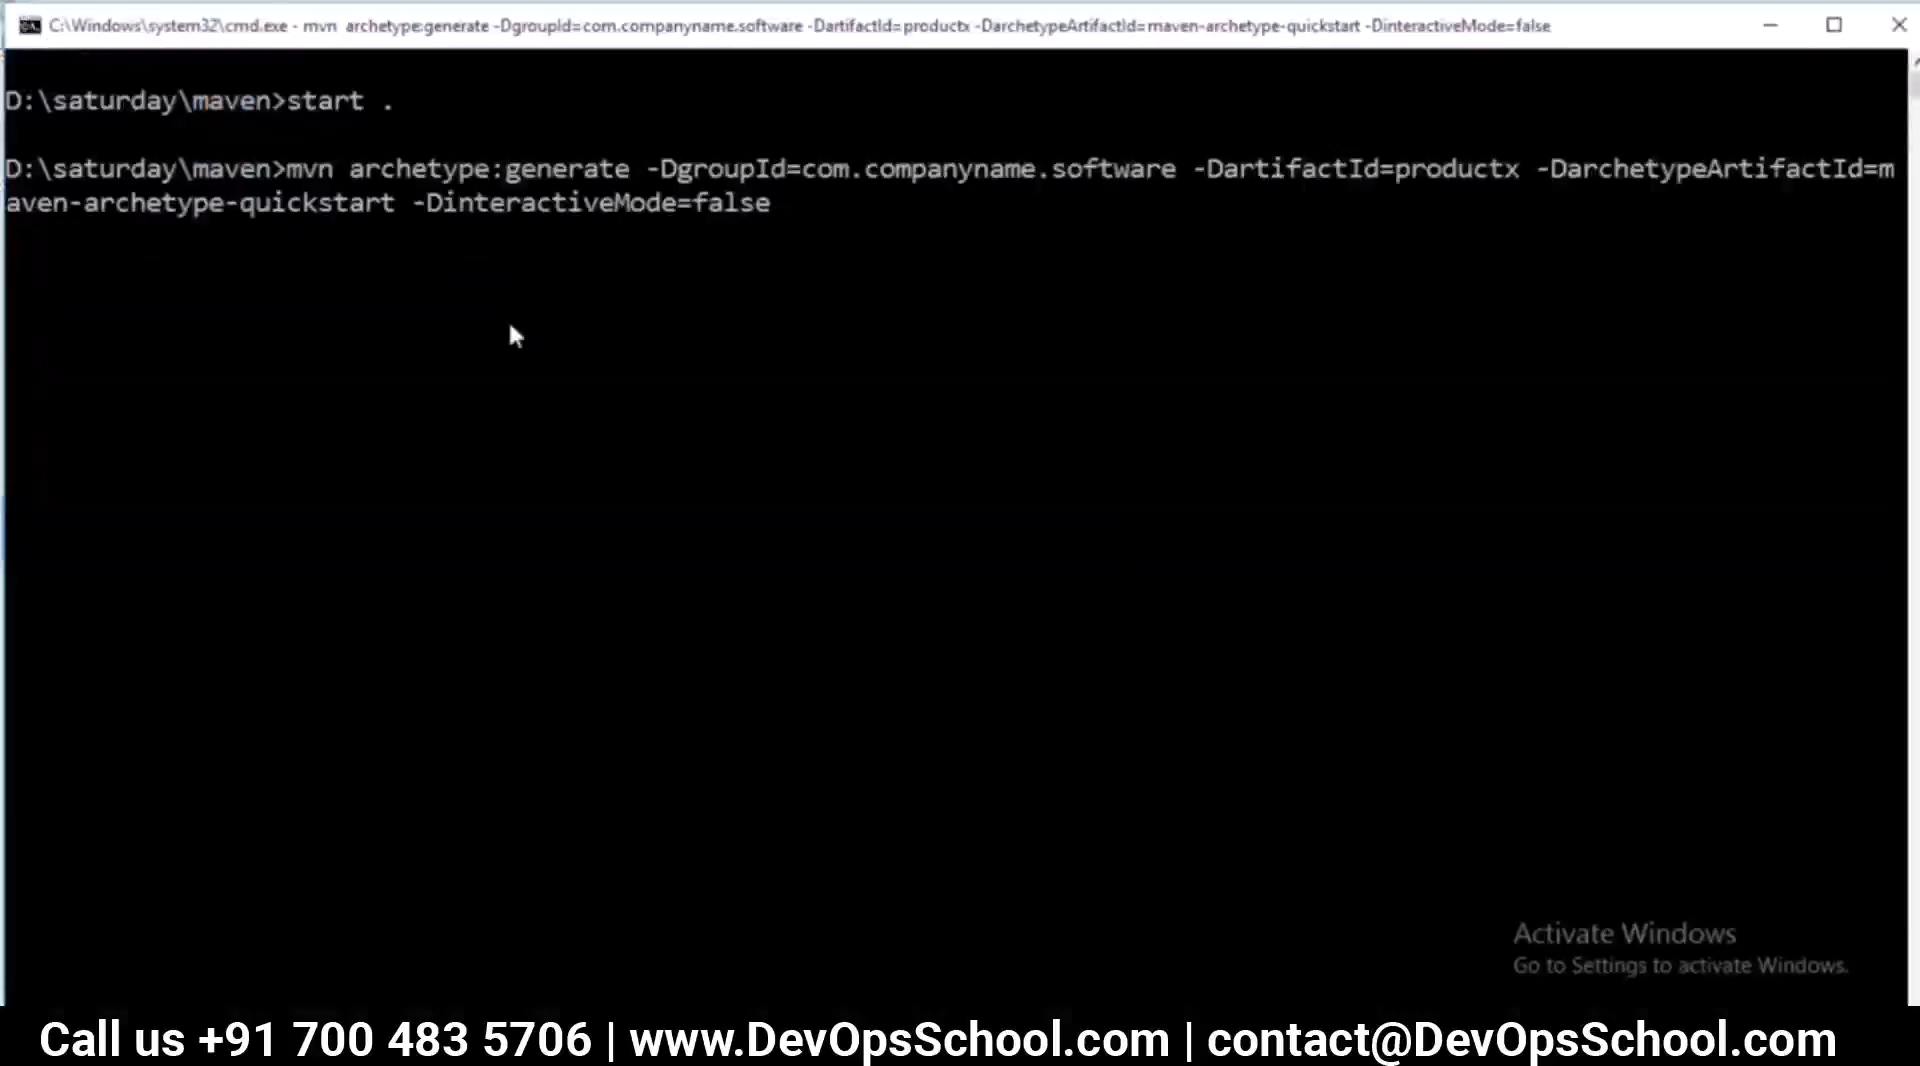 C:\Windows\system32\cmd.exe - mvn  archetype:generate -DgroupId=com.companyname.software -DartifactId=productx -DarchetypeArtifactId=maven-archetype-quickstart -DinteractiveMode=false
D:\saturday\maven>start .
D:\saturday\maven>mvn archetype:generate -DgroupId=com.companyname.software -DartifactId=productx -DarchetypeArtifactId=m
aven-archetype-quickstart -DinteractiveMode=false
Activate Windows
Go to Settings to activate Windows.
Call us +91 700 483 5706 | www.DevOpsSchool.com | contact@DevOpsSchool.com